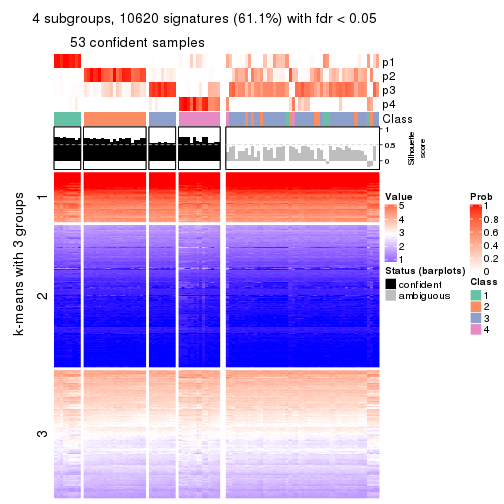 4 subgroups, 10620 signatures (61.1%) with fdr < 0.05
53 confident samples
p1
p2
p3
p4
Class
1
0.5
0
Silhouette
score
k-means with 3 groups
1
2
3
Value
5
4
3
2
1
Status (barplots)
confident
ambiguous
Prob
1
0.8
0.6
0.4
0.2
0
Class
1
2
3
4